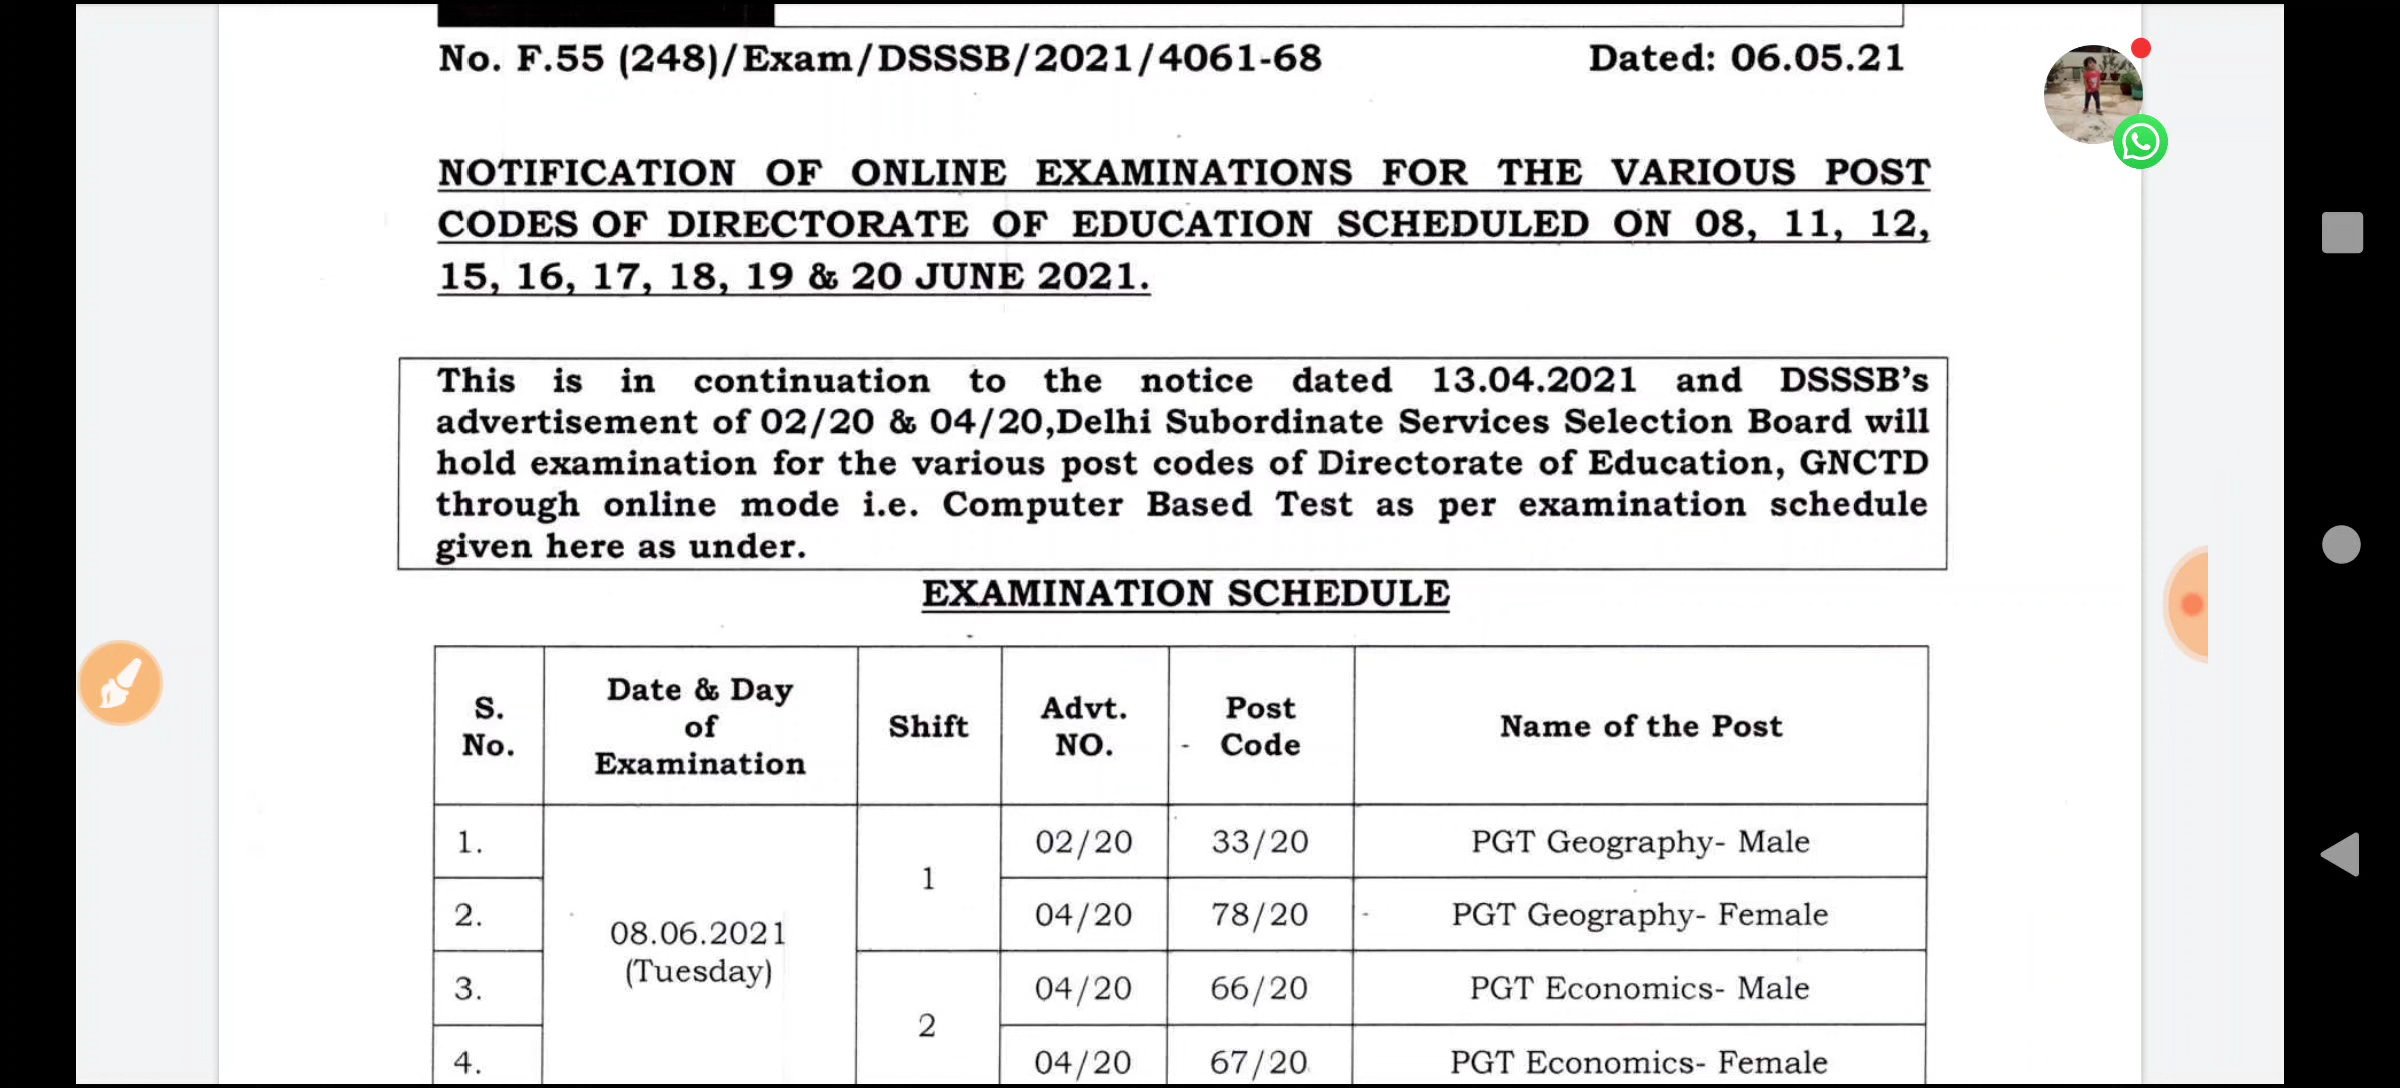 No. F.55 (248)/Exam/DSSSB/2021/4061-68 Dated: 06.05.21
NOTIFICATION OF ONLINE EXAMINATIONS FOR THE VARIOUS POST
CODES OF DIRECTORATE OF EDUCATION SCHEDULED ON 08, 11, 12,
15, 16, 17, 18, 19 & 20 JUNE 2021.
This is in continuation to the notice dated 13.04.2021 and DSSSB's
advertisement of 02/20 & 04/20,Delhi Subordinate Services Selection Board will
hold examination for the various post codes of Directorate of Education, GNCTD
through online mode i.e. Computer Based Test as per examination schedule
given here as under.
EXAMINATION SCHEDULE
S. No. Date & Day of Examination Shift Advt. NO. Post Code Name of the Post
1. 08.06.2021 (Tuesday) 1 02/20 33/20 PGT Geography- Male
2. 04/20 78/20 PGT Geography- Female
3. 2 04/20 66/20 PGT Economics- Male
4. 04/20 67/20 PGT Economics- Female